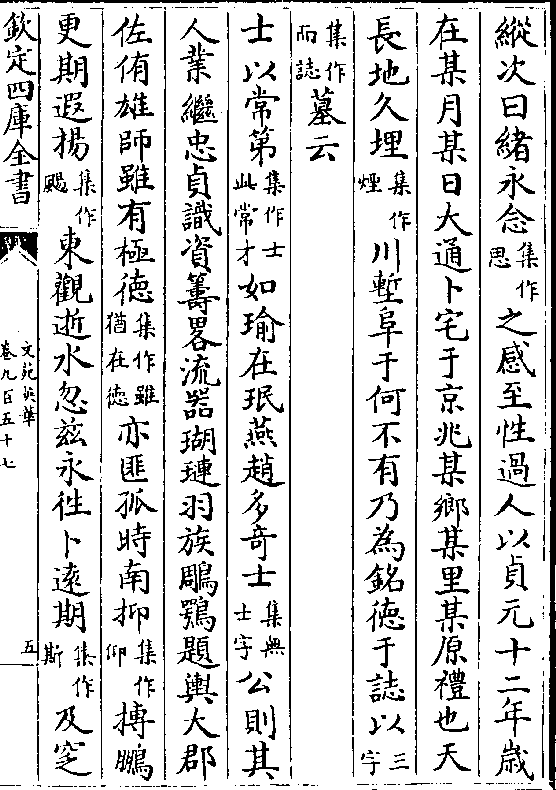 縱次曰緒永念集作思之感至性過人以貞元十二年歳
在某月某日大通卜宅于京兆某鄉某里某原禮也天
長地久埋集作煙川塹阜于何不有乃為銘徳于誌以三字
集作而誌墓云
士以常第集作士此常才如瑜在珉燕趙多奇士集無士字公則其
人業繼忠貞識資籌畧流器瑚璉羽族鵰鶚題輿大郡
佐侑雄師雖有極徳集作雖猶在徳亦匪孤時南抑集作仰摶鵬
更期遐揚集作颺東觀逝水忽兹永徃卜逺期集作斯及窆
欽定四庫全書
文苑英華
卷九百五十七
五